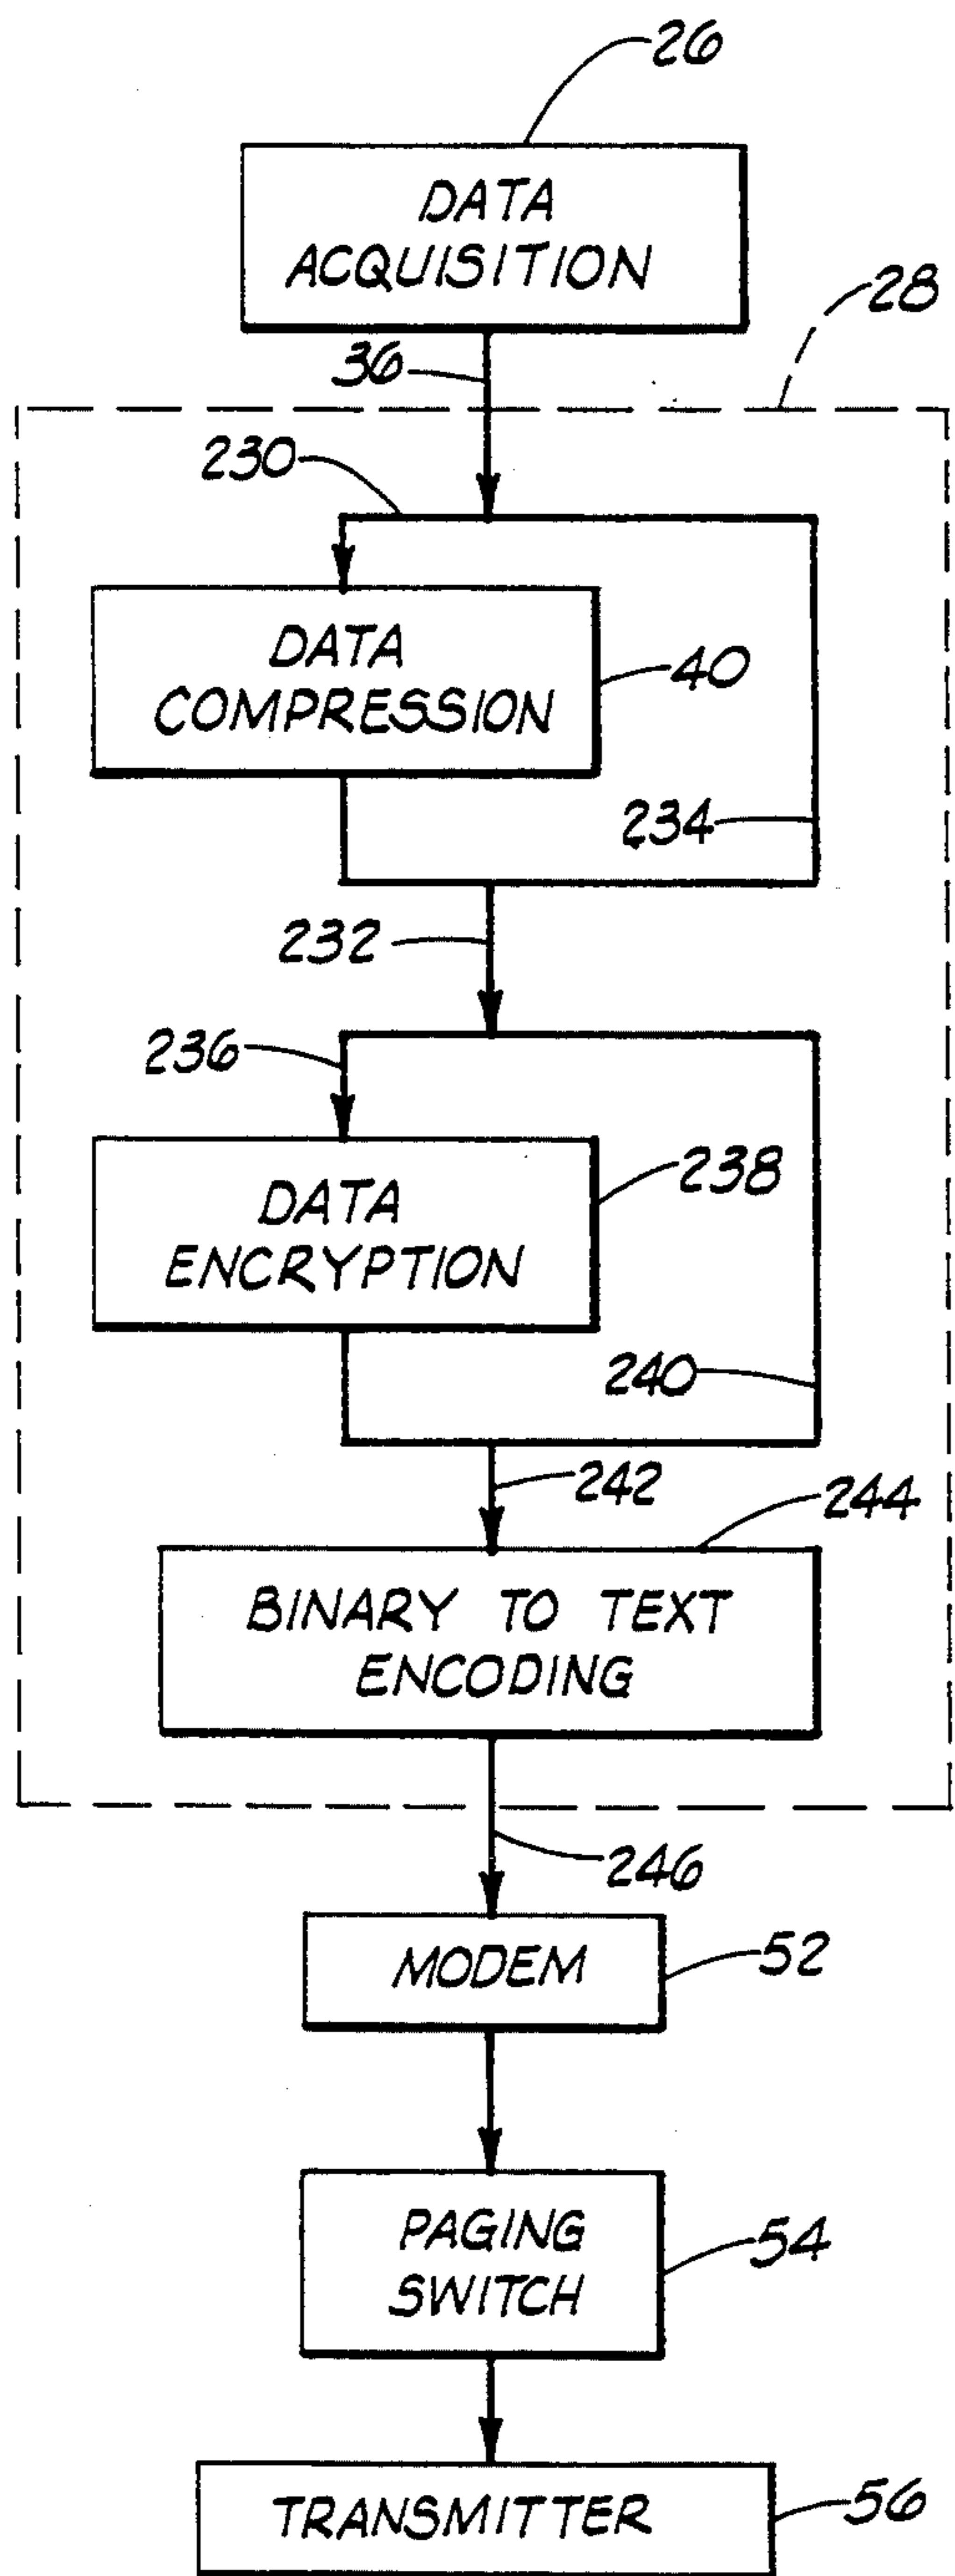 26
DATA
ACQUISITION
28
36
230
DATA
COMPRESSION
40
234
232
236
DATA
ENCRYPTION
238
240
242
244
BINARY TO TEXT
ENCODING
246
MODEM
52
PAGING
SWITCH
54
TRANSMITTER
56